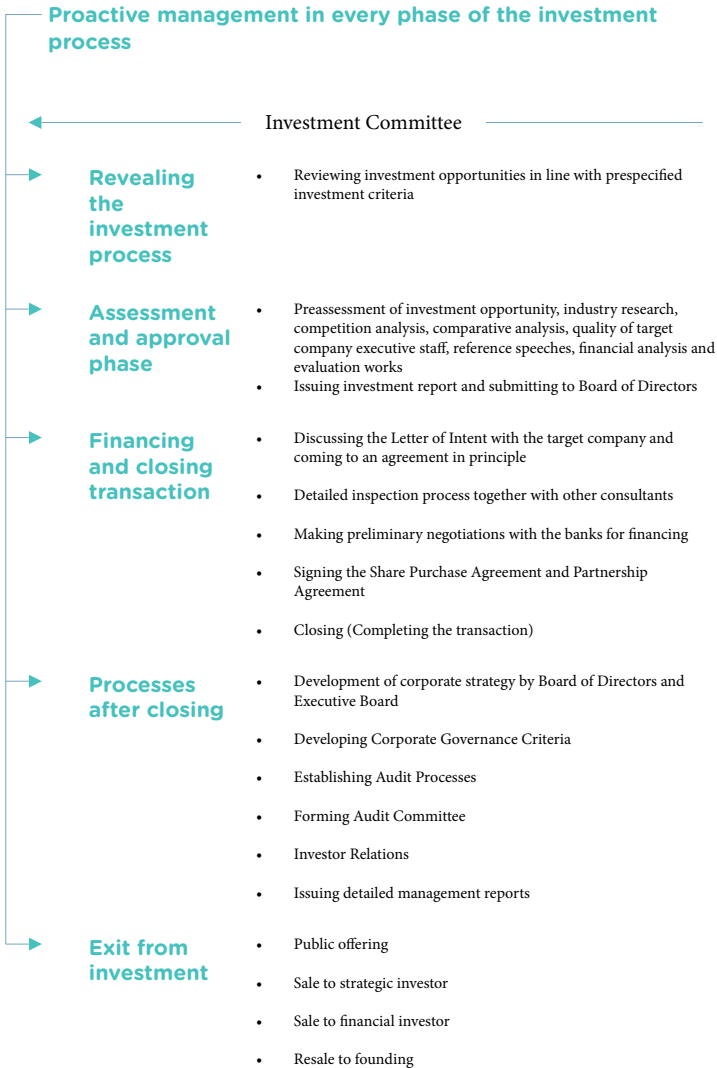 Proactive management in every phase of the investment
process
Investment Committee
Revealing
the
investment
process
• Reviewing investment opportunities in line with prespecified
investment criteria
Assessment
and approval
phase
• Preassessment of investment opportunity, industry research,
competition analysis, comparative analysis, quality of target
company executive staff, reference speeches, financial analysis and
evaluation works
• Issuing investment report and submitting to Board of Directors
Financing
and closing
transaction
• Discussing the Letter of Intent with the target company and
coming to an agreement in principle
• Detailed inspection process together with other consultants
• Making preliminary negotiations with the banks for financing
• Signing the Share Purchase Agreement and Partnership
Agreement
• Closing (Completing the transaction)
Processes
after closing
• Development of corporate strategy by Board of Directors and
Executive Board
• Developing Corporate Governance Criteria
• Establishing Audit Processes
• Forming Audit Committee
• Investor Relations
• Issuing detailed management reports
Exit from
investment
• Public offering
• Sale to strategic investor
• Sale to financial investor
• Resale to founding